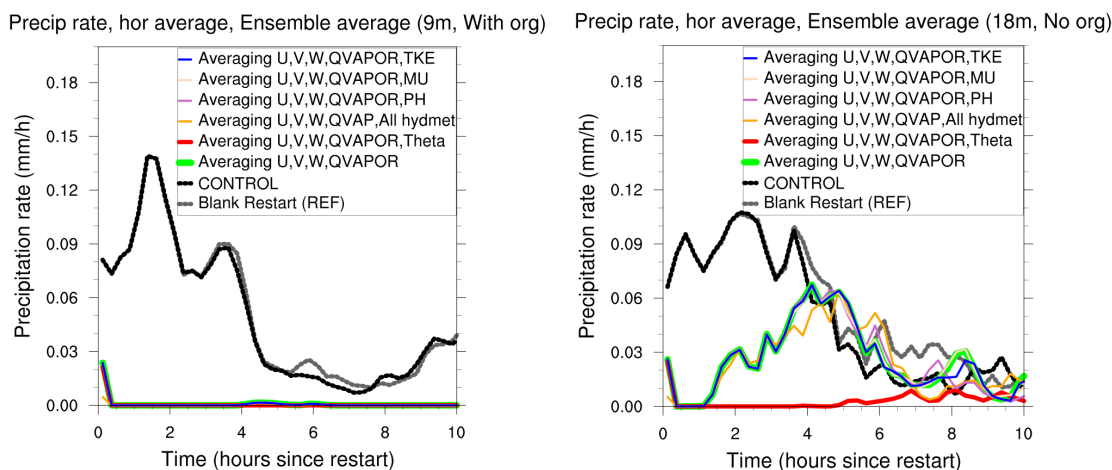 Precip rate, hor average, Ensemble average (9m, With org)
Averaging U,V,W,QVAPOR,TKE
Averaging U,V,W,QVAPOR,MU
Averaging U,V,W,QVAPOR,PH
Averaging U,V,W,QVAP,All hydmet
Averaging U,V,W,QVAPOR,Theta
Averaging U,V,W,QVAPOR
CONTROL
Blank Restart (REF)
Precipitation rate (mm/h)
0.18
0.15
0.12
0.09
0.06
0.03
0.00
0
2
4
6
8
10
Time (hours since restart)
Precip rate, hor average, Ensemble average (18m, No org)
Averaging U,V,W,QVAPOR,TKE
Averaging U,V,W,QVAPOR,MU
Averaging U,V,W,QVAPOR,PH
Averaging U,V,W,QVAP,All hydmet
Averaging U,V,W,QVAPOR,Theta
Averaging U,V,W,QVAPOR
CONTROL
Blank Restart (REF)
Precipitation rate (mm/h)
0.18
0.15
0.12
0.09
0.06
0.03
0.00
0
2
4
6
8
10
Time (hours since restart)